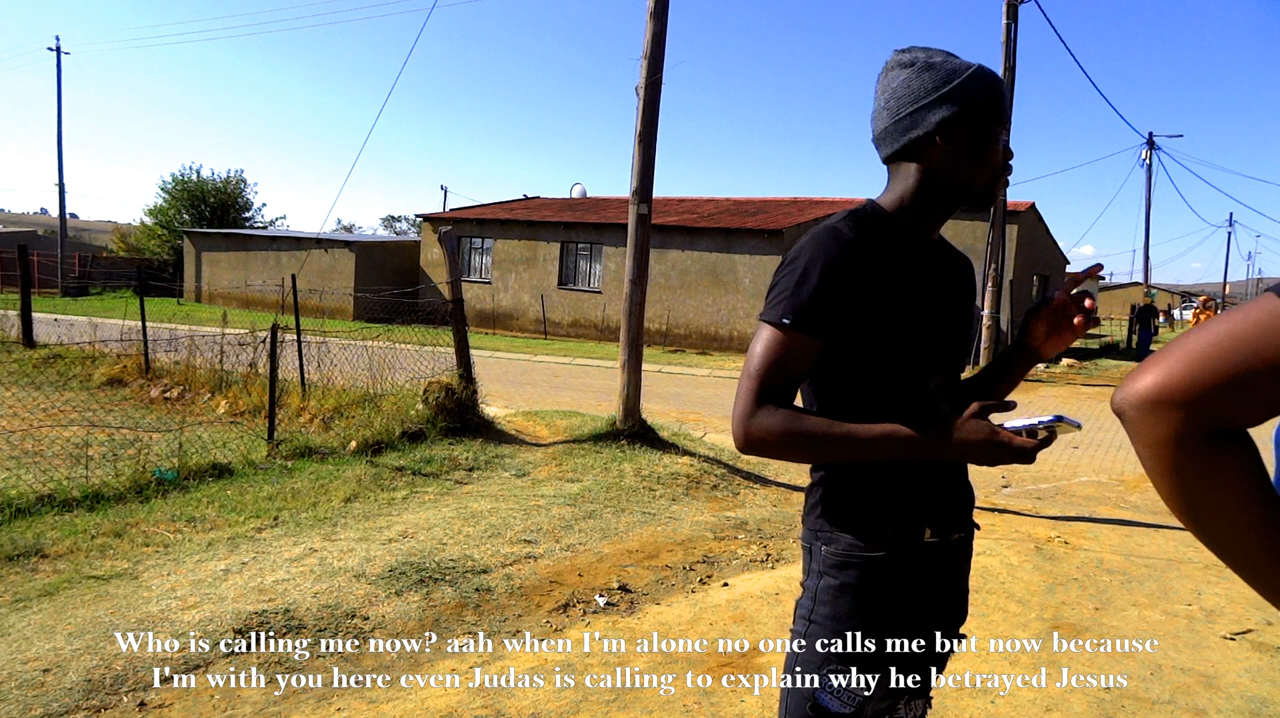 Who is calling me now? aah when I'm alone no one calls me but now because
I'm with you here even Judas is calling to explain why he betrayed Jesus